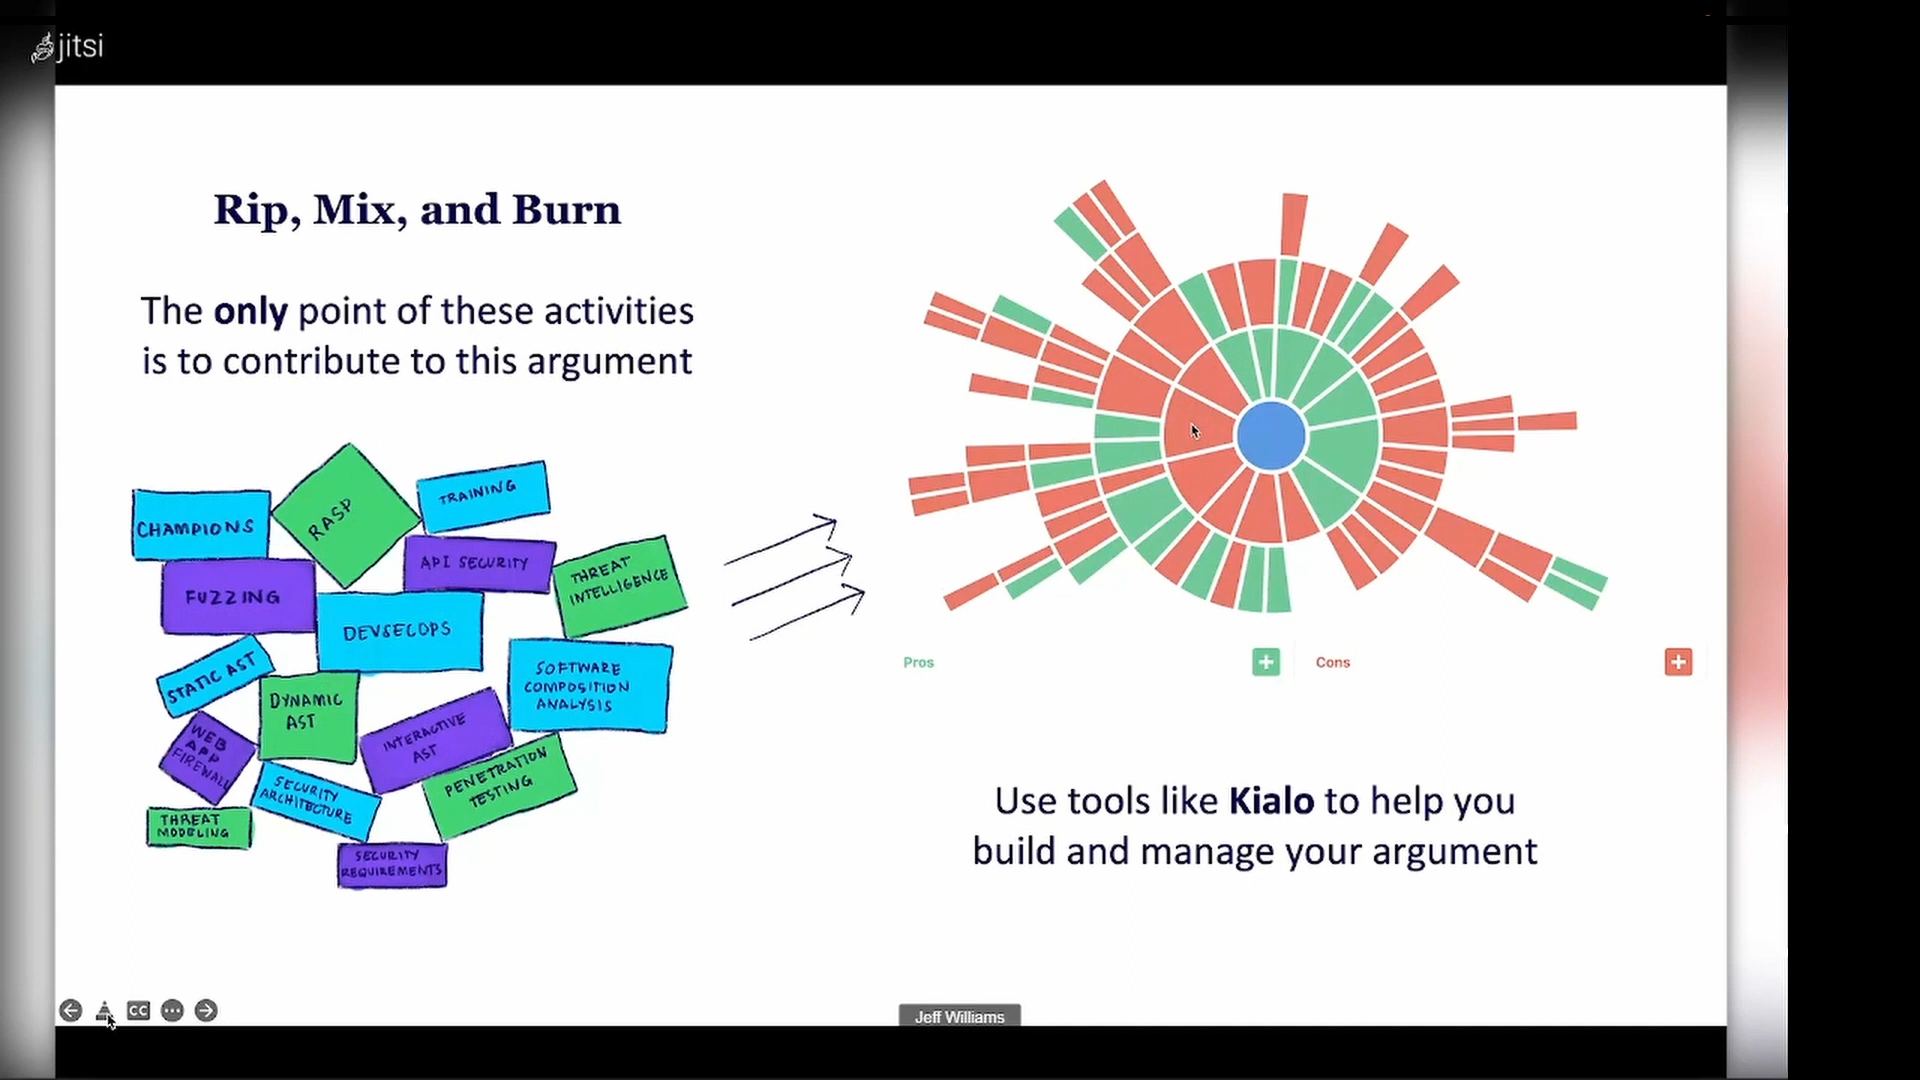 jitsi
Rip, Mix, and Burn
The only point of these activities
is to contribute to this argument
CHAMPIONS
RASP
TRAINING
FUZZING
API SECURITY
THREAT
INTELLIGENCE
DEVSECOPS
STATIC AST
DYNAMIC
AST
SOFTWARE
COMPOSITION
ANALYSIS
WEB
APP
FIREWALL
INTERACTIVE
AST
SECURITY
ARCHITECTURE
PENETRATION
TESTING
THREAT
MODELING
SECURITY
REQUIREMENTS
Pros
Cons
Use tools like Kialo to help you
build and manage your argument
CC
Jeff Williams